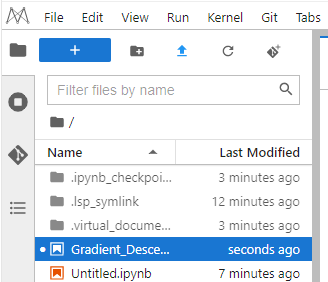 File Edit View Run Kernel Git Tabs
Filter files by name
/
Name Last Modified
.ipynb_checkpoi... 3 minutes ago
.lsp_symlink 12 minutes ago
.virtual_docume... 3 minutes ago
Gradient_Desce... seconds ago
Untitled.ipynb 7 minutes ago